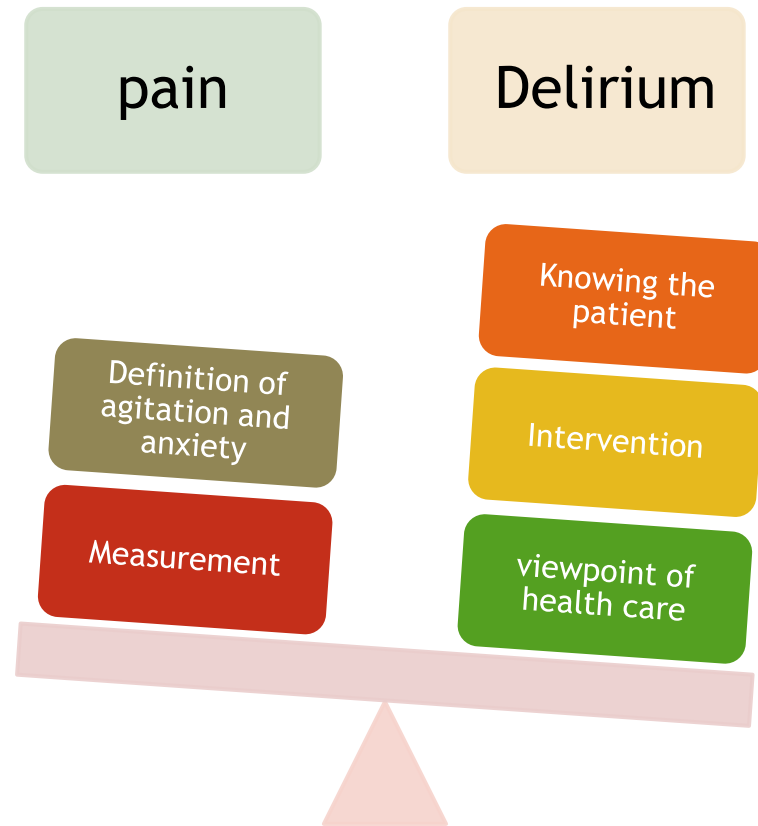 pain
Delirium
Knowing the
patient
Definition of
agitation and
anxiety
Intervention
Measurement
viewpoint of
health care